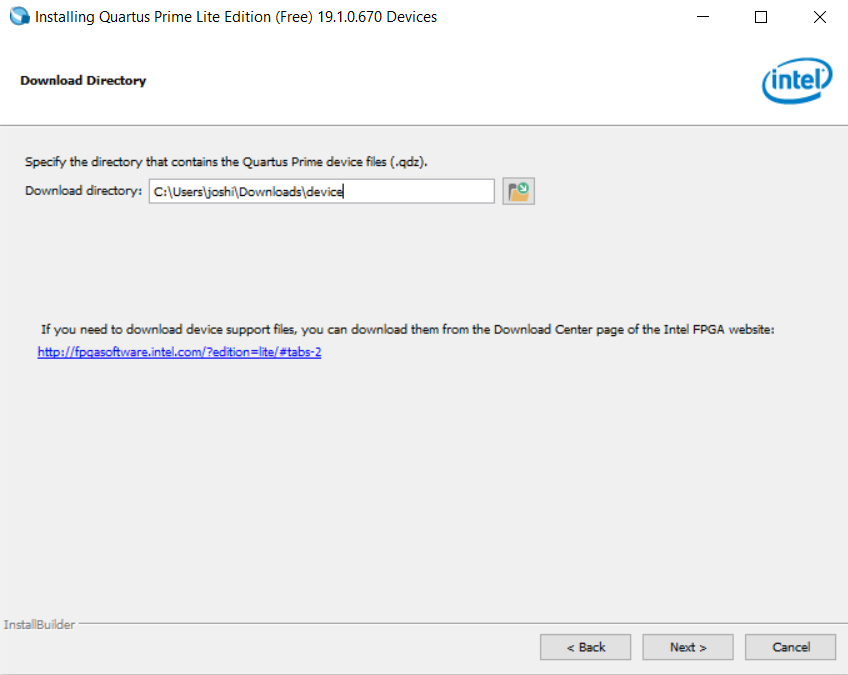 Installing Quartus Prime Lite Edition (Free) 19.1.0.670 Devices
Download Directory
intel
Specify the directory that contains the Quartus Prime device files (.qdz).
Download directory: C:\Users\joshi\Downloads\device
If you need to download device support files, you can download them from the Download Center page of the Intel FPGA website:
http://fpgasoftware.intel.com/?edition=lite/#tabs-2
InstallBuilder
< Back Next > Cancel